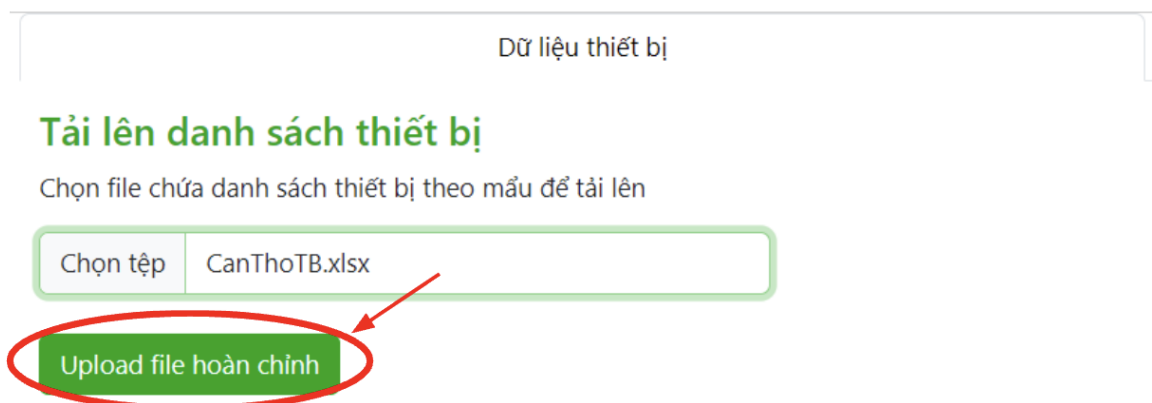 Dữ liệu thiết bị
Tải lên danh sách thiết bị
Chọn file chứa danh sách thiết bị theo mẩu để tải lên
Chọn tệp CanThoTB.xlsx
Upload file hoàn chỉnh